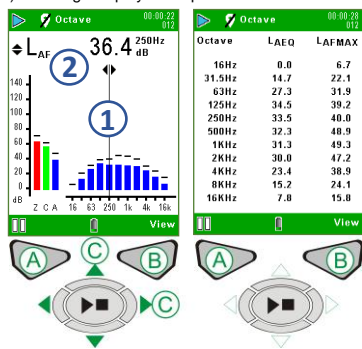 Octave
00:00:22
012
LAF
36.4 250Hz
dB
2
1
140
120
100
80
60
40
20
0
dB
Z C A 16 63 250 1k 4k 16k
View
A
C
B
C
Octave
00:00:28
012
Octave LAEQ LAFMAX
16Hz 0.0 6.7
31.5Hz 14.7 22.1
63Hz 27.3 31.9
125Hz 34.5 39.2
250Hz 33.5 40.0
500Hz 32.3 48.9
1KHz 31.3 49.3
2KHz 30.0 47.2
4KHz 23.4 38.9
8KHz 15.2 24.1
16KHz 7.8 15.8
View
A
B